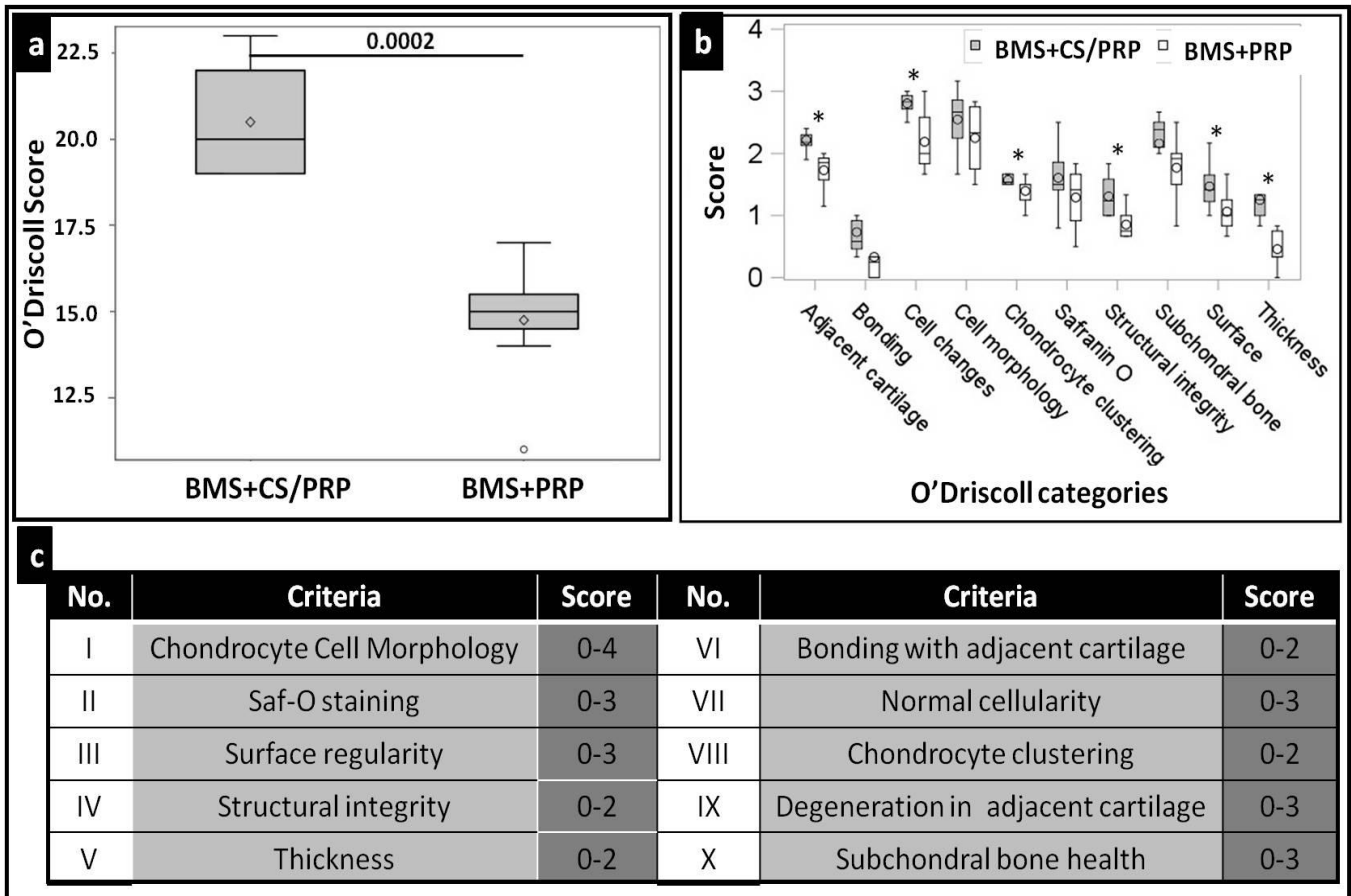 a
O'Driscoll Score
22.5
20.0
17.5
15.0
12.5
0.0002
BMS+CS/PRP
BMS+PRP
b
Score
4
3
2
1
0
BMS+CS/PRP
BMS+PRP
*
*
*
*
*
*
Adjacent cartilage
Bonding
Cell changes
Cell morphology
Chondrocyte clustering
Safranin O
Structural integrity
Subchondral bone
Surface
Thickness
O'Driscoll categories
c
No. Criteria Score No. Criteria Score
I Chondrocyte Cell Morphology 0-4 VI Bonding with adjacent cartilage 0-2
II Saf-O staining 0-3 VII Normal cellularity 0-3
III Surface regularity 0-3 VIII Chondrocyte clustering 0-2
IV Structural integrity 0-2 IX Degeneration in adjacent cartilage 0-3
V Thickness 0-2 X Subchondral bone health 0-3